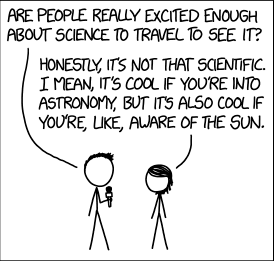 ARE PEOPLE REALLY EXCITED ENOUGH
ABOUT SCIENCE TO TRAVEL TO SEE IT?
HONESTLY, IT'S NOT THAT SCIENTIFIC.
I MEAN, IT'S COOL IF YOU'RE INTO
ASTRONOMY, BUT IT'S ALSO COOL IF
YOU'RE, LIKE, AWARE OF THE SUN.